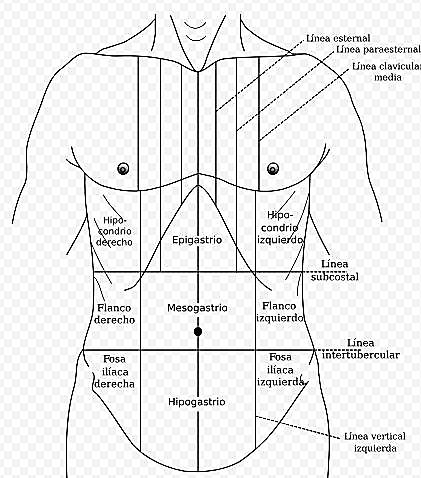 Línea esternal
Línea paraesternal
Línea clavicular
media
Hipo-
condrio
derecho
Epigastrio
Hipo-
condrio
izquierdo
Línea
subcostal
Flanco
derecho
Mesogastrio
Flanco
izquierdo
Línea
intertubercular
Fosa
ilíaca
derecha
Fosa
ilíaca
izquierda
Hipogastrio
Línea vertical
izquierda